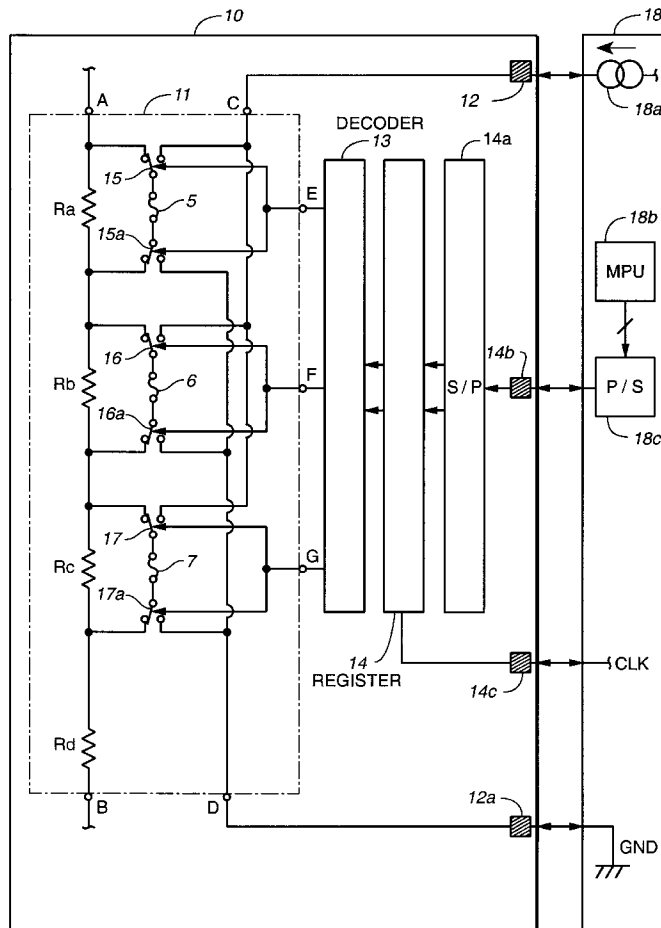 10
18
A
11
C
12
18a
DECODER
13
14a
15
E
Ra
5
15a
18b
MPU
16
14b
Rb
6
F
S/P
P/S
16a
18c
17
G
Rc
7
17a
14
REGISTER
14c
CLK
Rd
B
D
12a
GND